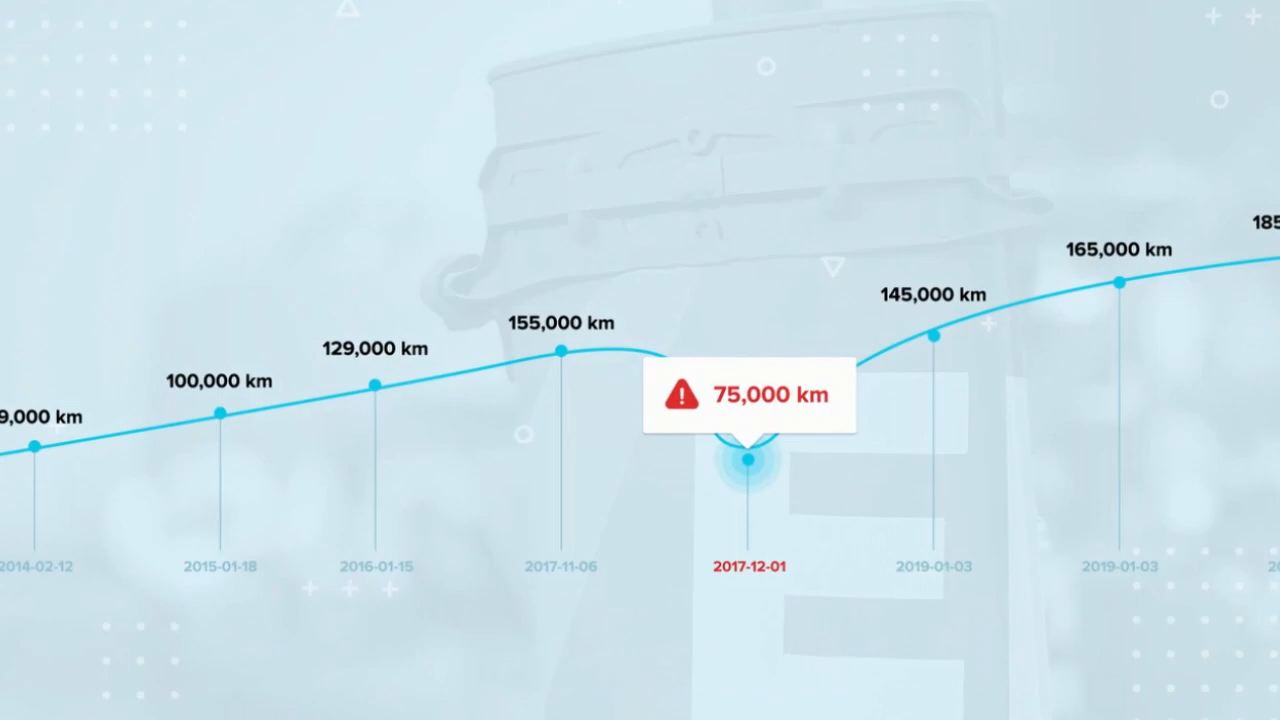 165,000 km
145,000 km
155,000 km
129,000 km
100,000 km
9,000 km
75,000 km
2014-02-12
2015-01-18
2016-01-15
2017-11-06
2017-12-01
2019-01-03
2019-01-03
185
20